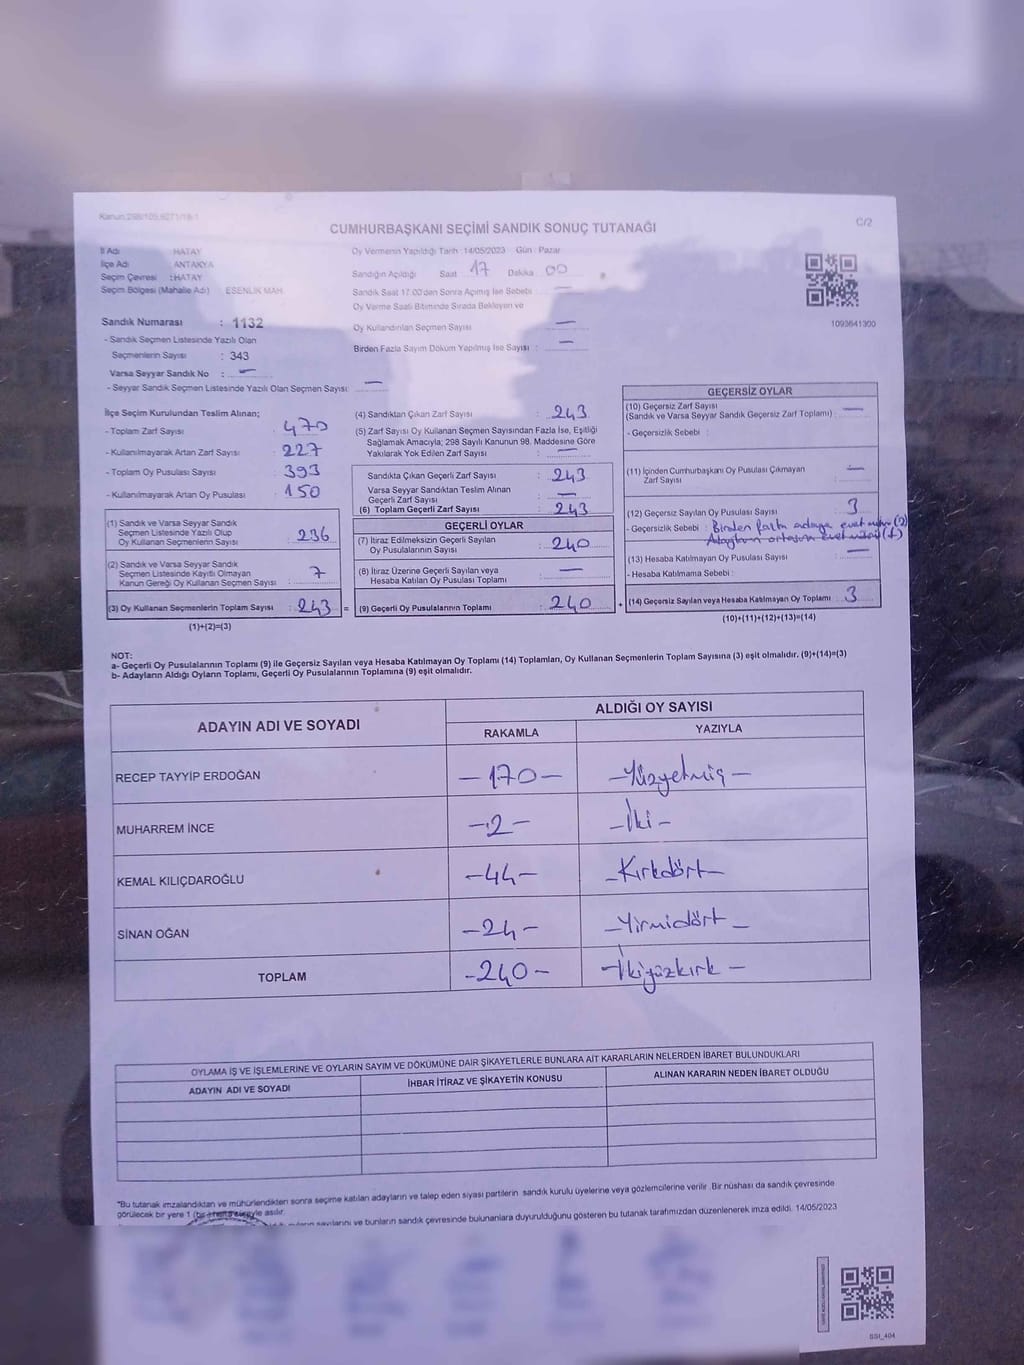 Kanun:298/105,6271/18-1
C/2
CUMHURBAŞKANI SEÇİMİ SANDIK SONUÇ TUTANAĞI
İl Adı HATAY
İlçe Adı ANTAKYA
Seçim Çevresi :HATAY
Seçim Bölgesi (Mahalle Adı) : ESENLİK MAH.
Oy Vermenin Yapıldığı Tarih : 14/05/2023 Gün : Pazar
Sandığın Açıldığı Saat 17 Dakika 00
Sandık Saat 17:00'den Sonra Açılmış İse Sebebi —
Oy Verme Saati Bitiminde Sırada Bekleyen ve
Oy Kullandırılan Seçmen Sayısı —
Birden Fazla Sayım Döküm Yapılmış İse Sayısı : —
1093641300
Sandık Numarası : 1132
- Sandık Seçmen Listesinde Yazılı Olan
Seçmenlerin Sayısı : 343
Varsa Seyyar Sandık No : —
- Seyyar Sandık Seçmen Listesinde Yazılı Olan Seçmen Sayısı: —
İlçe Seçim Kurulundan Teslim Alınan;
- Toplam Zarf Sayısı : 470
- Kullanılmayarak Artan Zarf Sayısı : 227
- Toplam Oy Pusulası Sayısı : 393
- Kullanılmayarak Artan Oy Pusulası : 150
(1) Sandık ve Varsa Seyyar Sandık
Seçmen Listesinde Yazılı Olup
Oy Kullanan Seçmenlerin Sayısı : 236
(2) Sandık ve Varsa Seyyar Sandık
Seçmen Listesinde Kayıtlı Olmayan
Kanun Gereği Oy Kullanan Seçmen Sayısı : 7
(3) Oy Kullanan Seçmenlerin Toplam Sayısı : 243 =
(1)+(2)=(3)
(4) Sandıktan Çıkan Zarf Sayısı : 243
(5) Zarf Sayısı Oy Kullanan Seçmen Sayısından Fazla İse, Eşitliği
Sağlamak Amacıyla; 298 Sayılı Kanunun 98. Maddesine Göre
Yakılarak Yok Edilen Zarf Sayısı : —
Sandıkta Çıkan Geçerli Zarf Sayısı : 243
Varsa Seyyar Sandıktan Teslim Alınan
Geçerli Zarf Sayısı : —
(6) Toplam Geçerli Zarf Sayısı : 243
GEÇERLİ OYLAR
(7) İtiraz Edilmeksizin Geçerli Sayılan
Oy Pusulalarının Sayısı : 240
(8) İtiraz Üzerine Geçerli Sayılan veya
Hesaba Katılan Oy Pusulası Toplamı : —
(9) Geçerli Oy Pusulalarının Toplamı : 240 +
GEÇERSİZ OYLAR
(10) Geçersiz Zarf Sayısı
(Sandık ve Varsa Seyyar Sandık Geçersiz Zarf Toplamı) : —
- Geçersizlik Sebebi :
(11) İçinden Cumhurbaşkanı Oy Pusulası Çıkmayan
Zarf Sayısı : —
(12) Geçersiz Sayılan Oy Pusulası Sayısı : 3
- Geçersizlik Sebebi : Birden fazla adaya evet mührü (2)
ortasına evet mührü (1)
(13) Hesaba Katılmayan Oy Pusulası Sayısı : —
- Hesaba Katılmama Sebebi :
(14) Geçersiz Sayılan veya Hesaba Katılmayan Oy Toplamı : 3
(10)+(11)+(12)+(13)=(14)
NOT:
a- Geçerli Oy Pusulalarının Toplamı (9) ile Geçersiz Sayılan veya Hesaba Katılmayan Oy Toplamı (14) Toplamları, Oy Kullanan Seçmenlerin Toplam Sayısına (3) eşit olmalıdır. (9)+(14)=(3)
b- Adayların Aldığı Oyların Toplamı, Geçerli Oy Pusulalarının Toplamına (9) eşit olmalıdır.
ADAYIN ADI VE SOYADI
ALDIĞI OY SAYISI
RAKAMLA YAZIYLA
RECEP TAYYİP ERDOĞAN —170— —Yüzyetmiş—
MUHARREM İNCE —2— —İki—
KEMAL KILIÇDAROĞLU —44— —Kırkdört—
SİNAN OĞAN —24— —Yirmidört—
TOPLAM —240— —İkiyüzkırk—
OYLAMA İŞ VE İŞLEMLERİNE VE OYLARIN SAYIM VE DÖKÜMÜNE DAİR ŞİKAYETLERLE BUNLARA AİT KARARLARIN NELERDEN İBARET BULUNDUKLARI
ADAYIN ADI VE SOYADI İHBAR İTİRAZ VE ŞİKAYETİN KONUSU ALINAN KARARIN NEDEN İBARET OLDUĞU
"Bu tutanak imzalandıktan ve mühürlendikten sonra seçime katılan adayların ve talep eden siyasi partilerin sandık kurulu üyelerine veya gözlemcilerine verilir. Bir nüshası da sandık çevresinde
görülecek bir yere 1 (bir) hafta süreyle asılır.
sayılarını ve bunların sandık çevresinde bulunanlara duyurulduğunu gösteren bu tutanak tarafımızdan düzenlenerek imza edildi. 14/05/2023
SSI_404